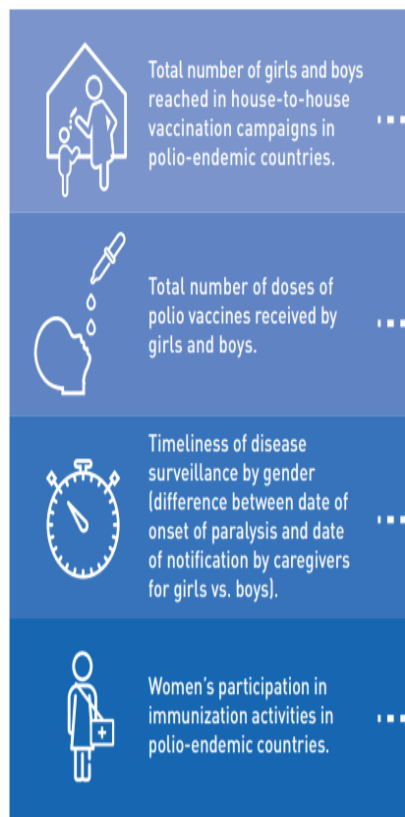 Total number of girls and boys
reached in house-to-house
vaccination campaigns in
polio-endemic countries.
Total number of doses of
polio vaccines received by
girls and boys.
Timeliness of disease
surveillance by gender
(difference between date of
onset of paralysis and date
of notification by caregivers
for girls vs. boys).
Women's participation in
immunization activities in
polio-endemic countries.